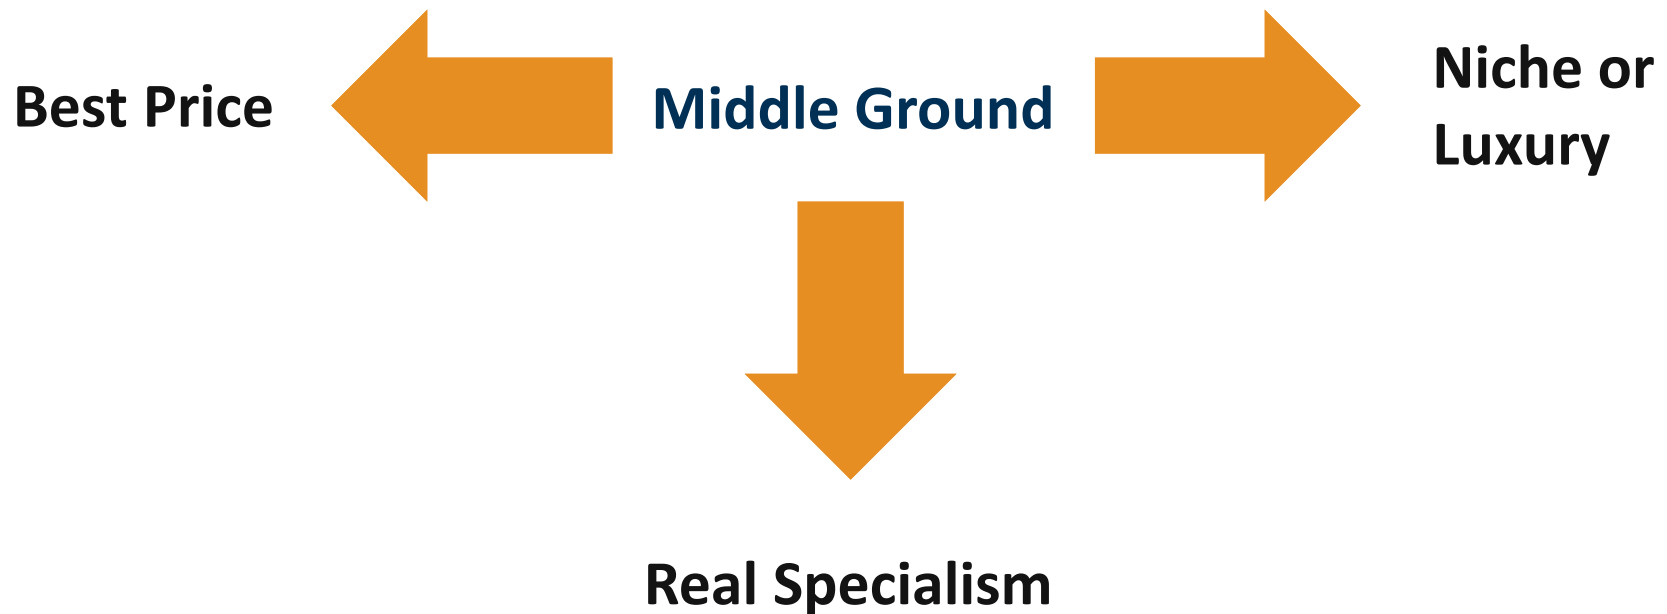 Best Price
Middle Ground
Niche or
Luxury
Real Specialism